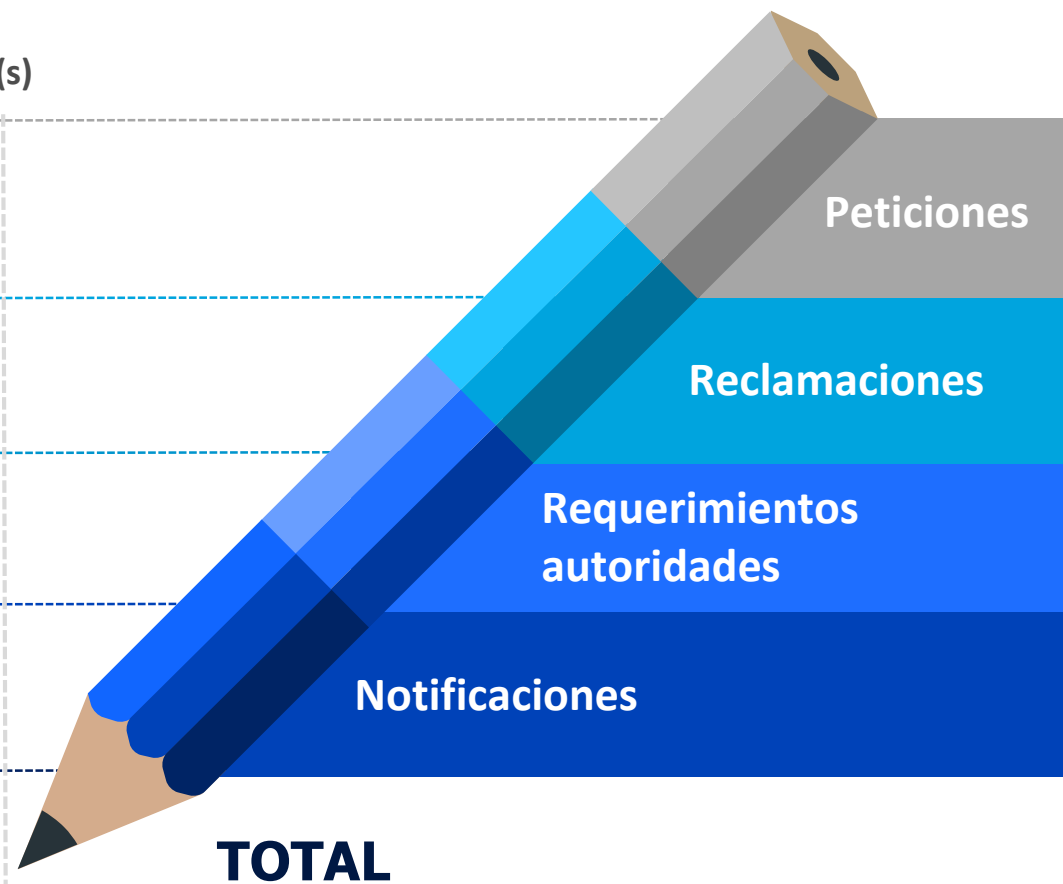 (s)
Peticiones
Reclamaciones
Requerimientos
autoridades
Notificaciones
TOTAL